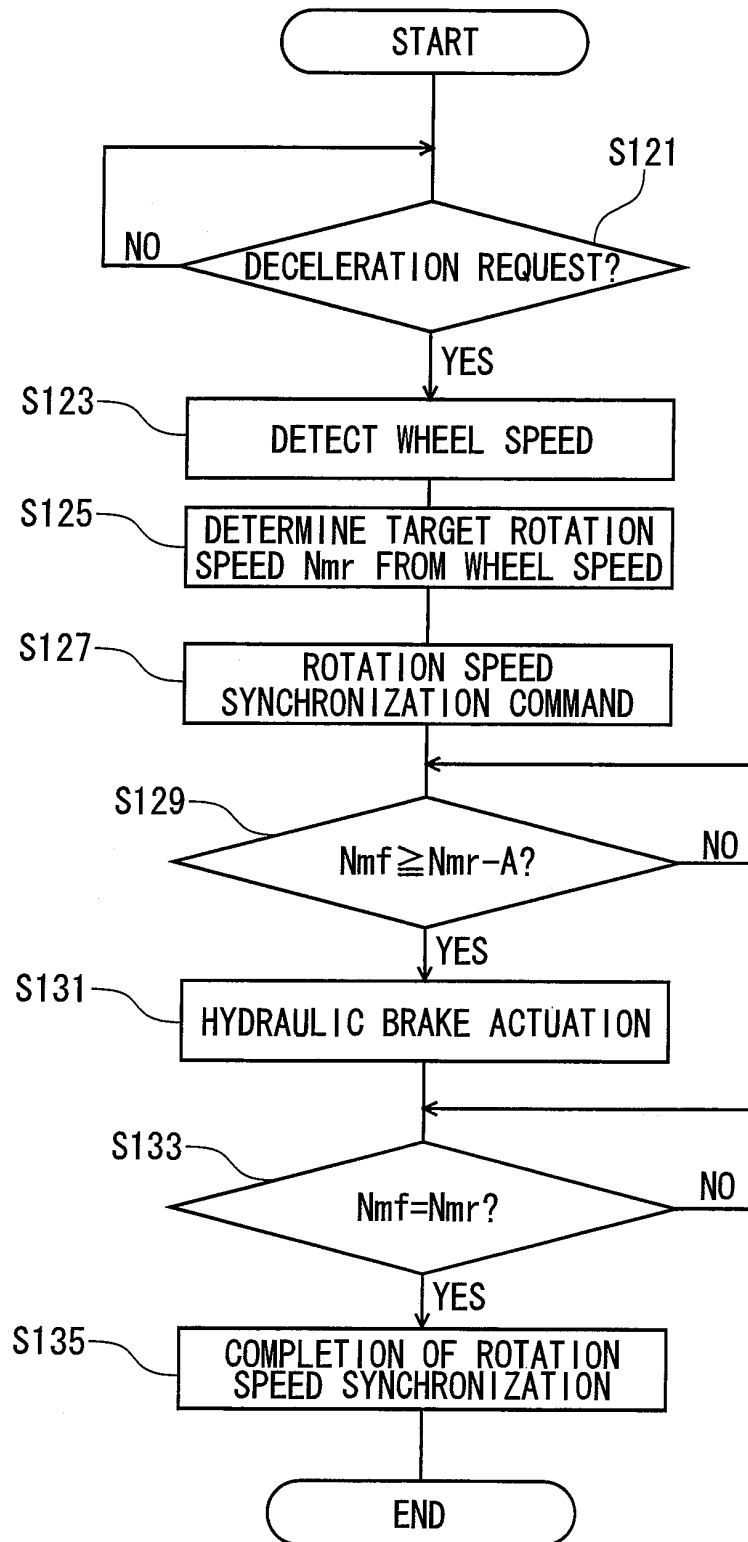 START
S121
NO
DECELERATION REQUEST?
YES
S123
DETECT WHEEL SPEED
S125
DETERMINE TARGET ROTATION
SPEED Nmr FROM WHEEL SPEED
S127
ROTATION SPEED
SYNCHRONIZATION COMMAND
S129
Nmf≧Nmr-A?
NO
YES
S131
HYDRAULIC BRAKE ACTUATION
S133
Nmf=Nmr?
NO
YES
S135
COMPLETION OF ROTATION
SPEED SYNCHRONIZATION
END